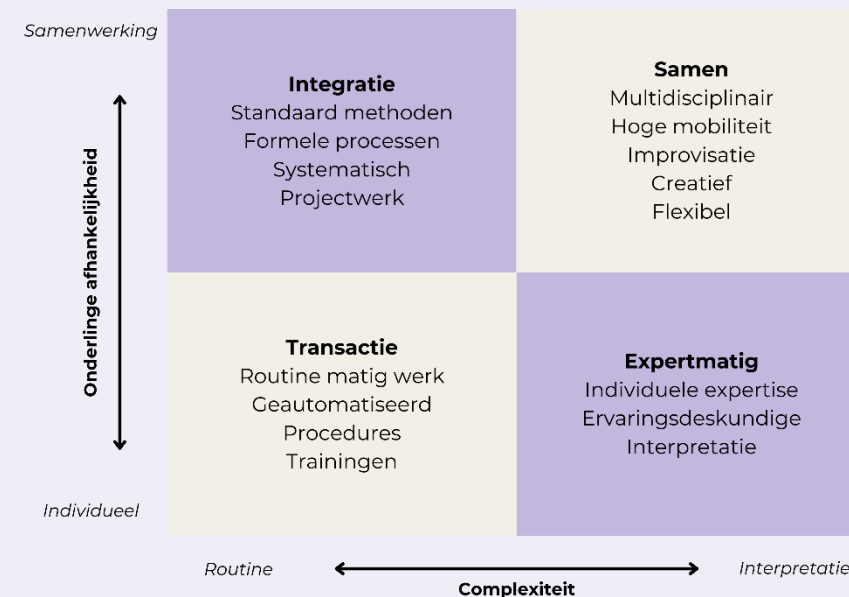 Samenwerking
Onderlinge afhankelijkheid
Individueel
Integratie
Standaard methoden
Formele processen
Systematisch
Projectwerk
Samen
Multidisciplinair
Hoge mobiliteit
Improvisatie
Creatief
Flexibel
Transactie
Routine matig werk
Geautomatiseerd
Procedures
Trainingen
Expertmatig
Individuele expertise
Ervaringsdeskundige
Interpretatie
Routine
Complexiteit
Interpretatie